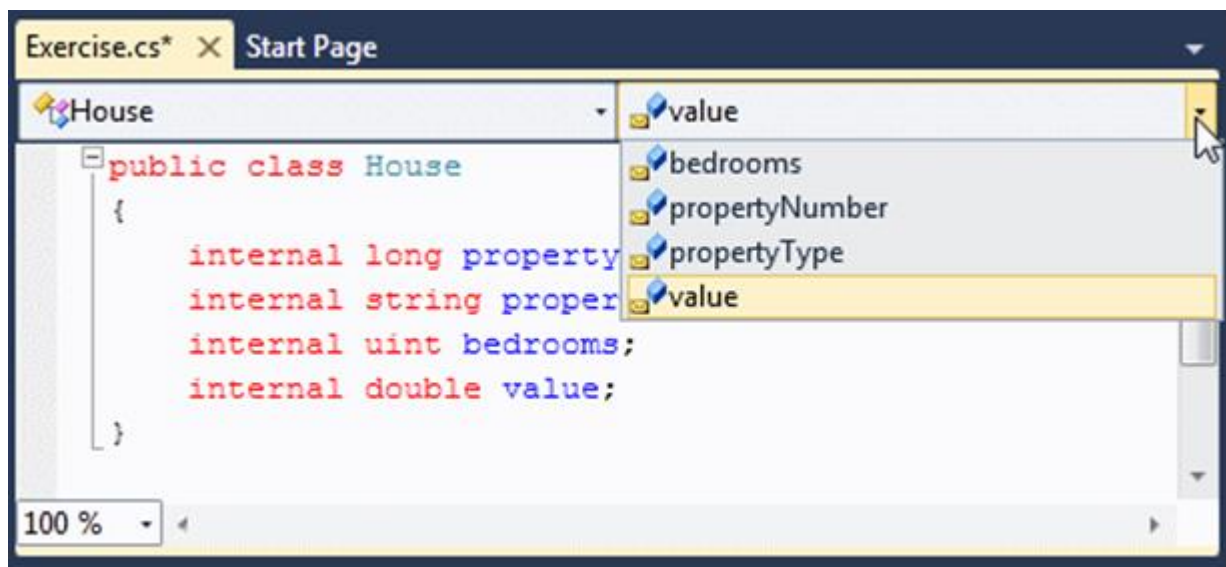 Exercise.cs* Start Page
House value
public class House
bedrooms
{
propertyNumber
internal long property
propertyType
internal string proper
value
internal uint bedrooms;
internal double value;
}
100 %